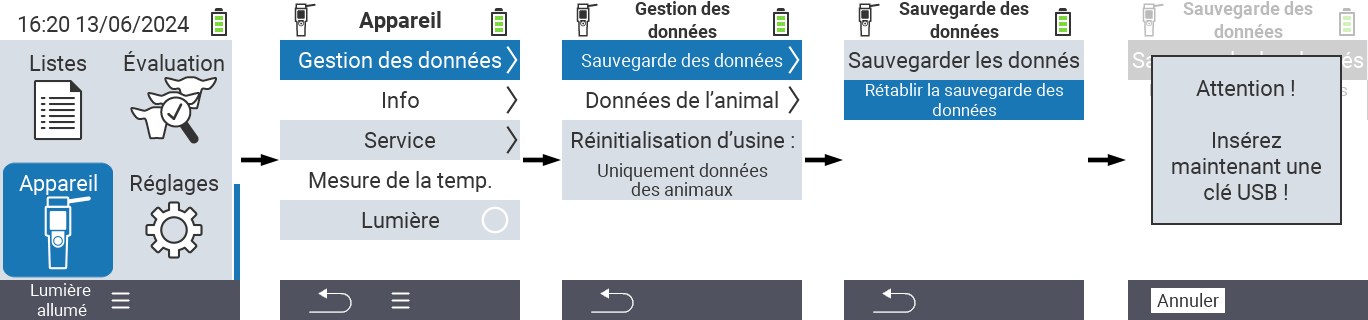 16:20 13/06/2024
Listes
Évaluation
Appareil
Réglages
Lumière
allumé
Appareil
Gestion des données
Info
Service
Mesure de la temp.
Lumière
Gestion des
données
Sauvegarde des données
Données de l'animal
Réinitialisation d'usine :
Uniquement données
des animaux
Sauvegarde des
données
Sauvegarder les donnés
Rétablir la sauvegarde des
données
Sauvegarde des
données
Attention !
Insérez
maintenant une
clé USB !
Annuler